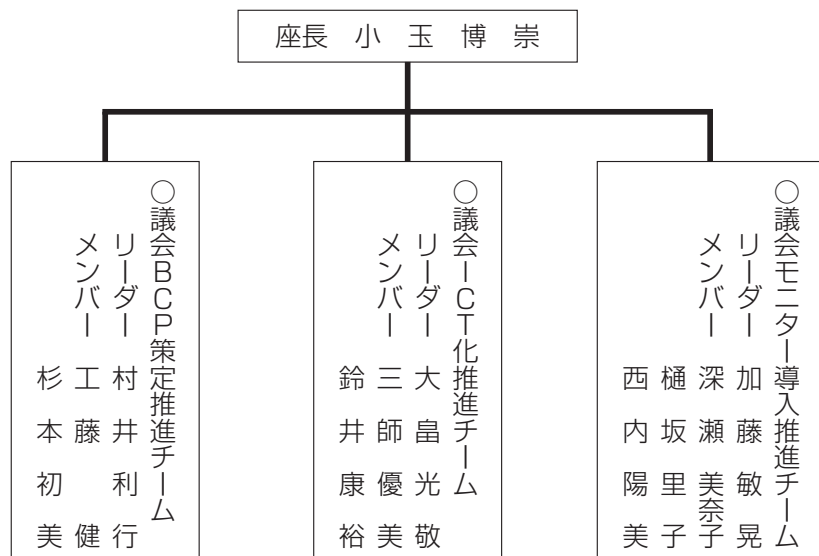 座長　小　玉　博　崇
○議会モニター導入推進チーム
リーダー　加　藤　敏　晃
メンバー　深　瀬　美奈子
樋　坂　里　子
西　内　陽　美
○議会ICT化推進チーム
リーダー　大　畠　光　敬
メンバー　三　師　優　美
鈴　井　康　裕
○議会BCP策定推進チーム
リーダー　村　井　利　行
メンバー　工　藤　　　健
杉　本　初　美